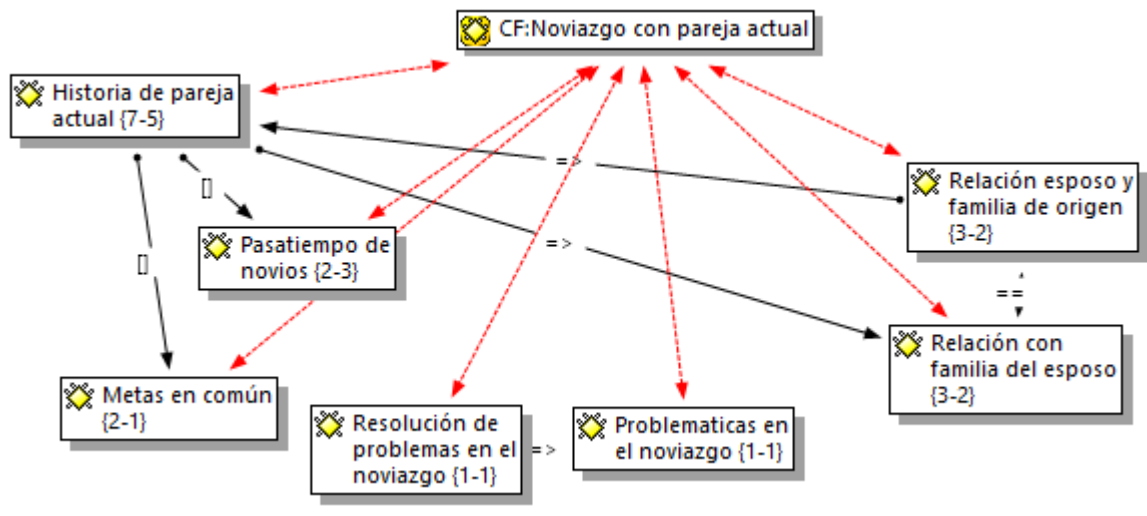 CF:Noviazgo con pareja actual
Historia de pareja
actual {7-5}
=>
Relación esposo y
familia de origen
{3-2}
[]
Pasatiempo de
novios {2-3}
=>
[]
==
Relación con
familia del esposo
{3-2}
Metas en común
{2-1}
Resolución de
problemas en el
noviazgo {1-1}
=>
Problematicas en
el noviazgo {1-1}